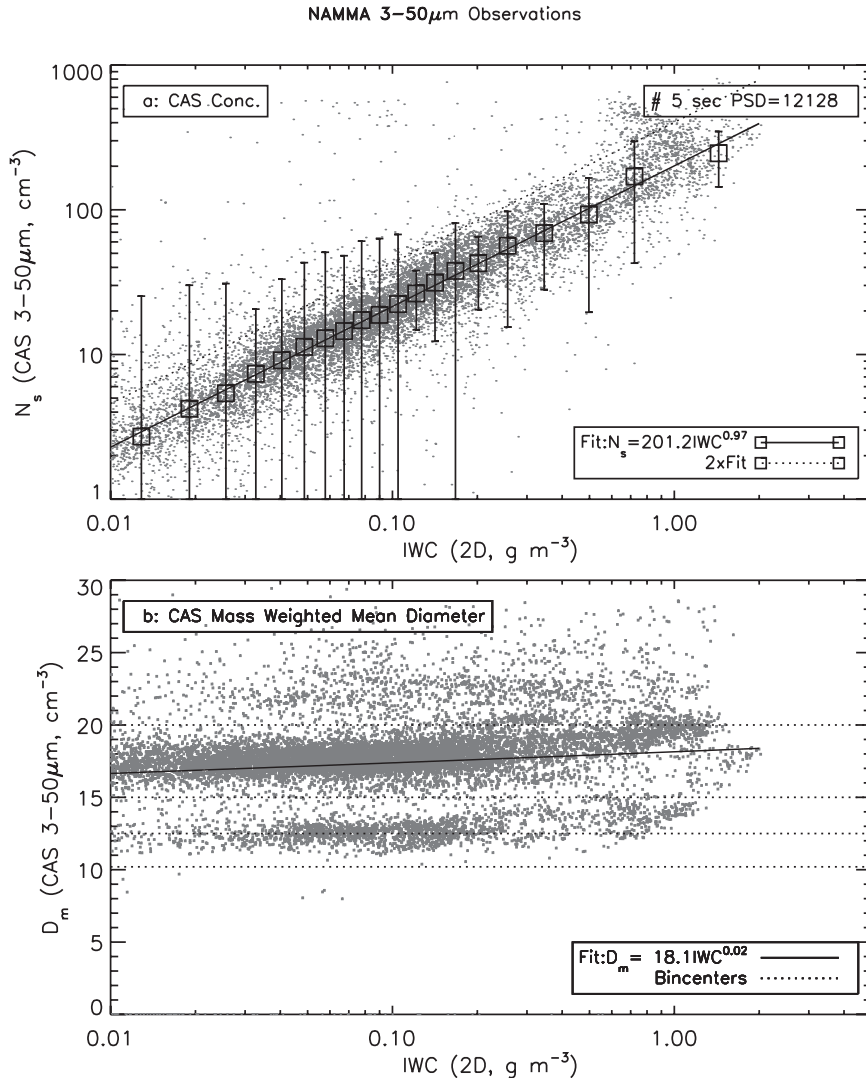 NAMMA 3-50μm Observations
1000
a: CAS Conc.
# 5 sec PSD=12128
100
10
1
N_s (CAS 3-50μm, cm⁻³)
Fit:N_s=201.2IWC^0.97
2xFit
0.01
0.10
1.00
IWC (2D, g m⁻³)
30
b: CAS Mass Weighted Mean Diameter
25
20
15
10
5
0
D_m (CAS 3-50μm, cm⁻³)
Fit:D_m= 18.1IWC^0.02
Bincenters
0.01
0.10
1.00
IWC (2D, g m⁻³)